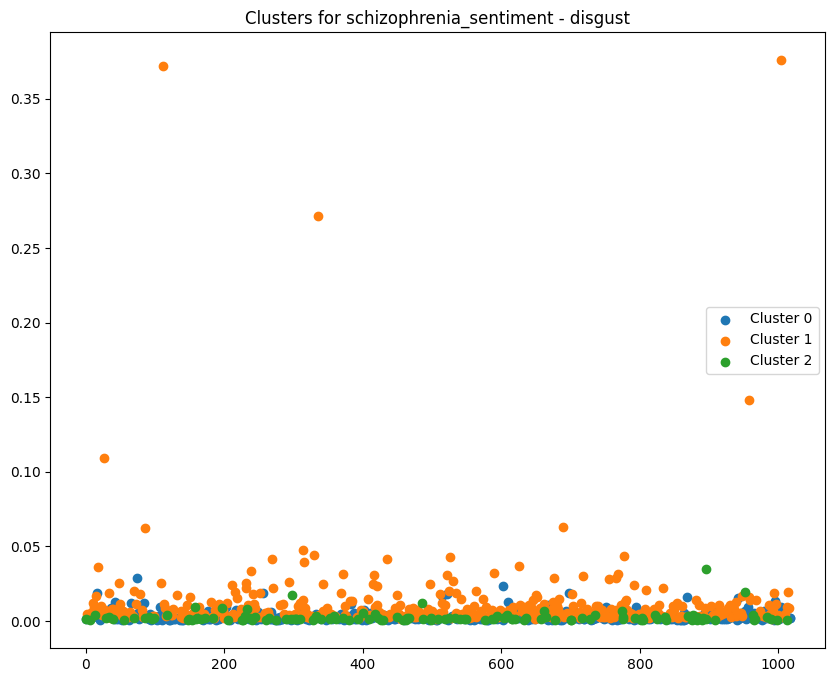 Clusters for schizophrenia_sentiment - disgust
0.35
0.30
0.25
0.20
0.15
0.10
0.05
0.00
Cluster 0
Cluster 1
Cluster 2
0 200 400 600 800 1000